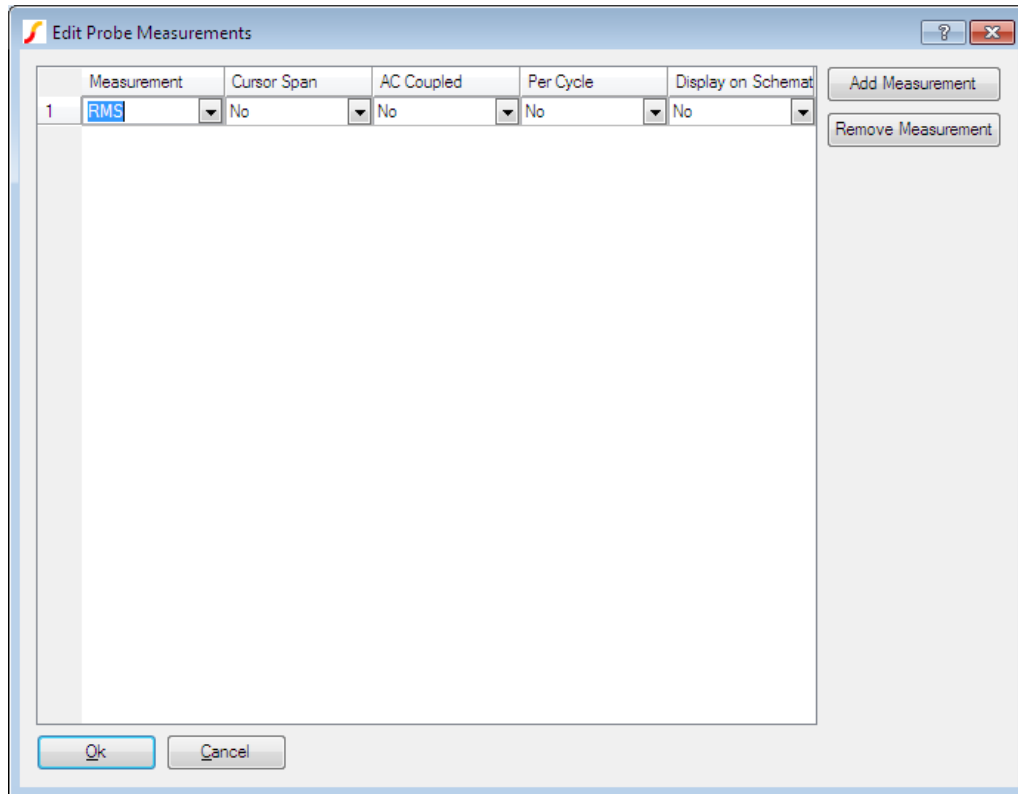 Edit Probe Measurements
?
Measurement Cursor Span AC Coupled Per Cycle Display on Schemat
1 RMS No No No No
Add Measurement
Remove Measurement
Ok Cancel